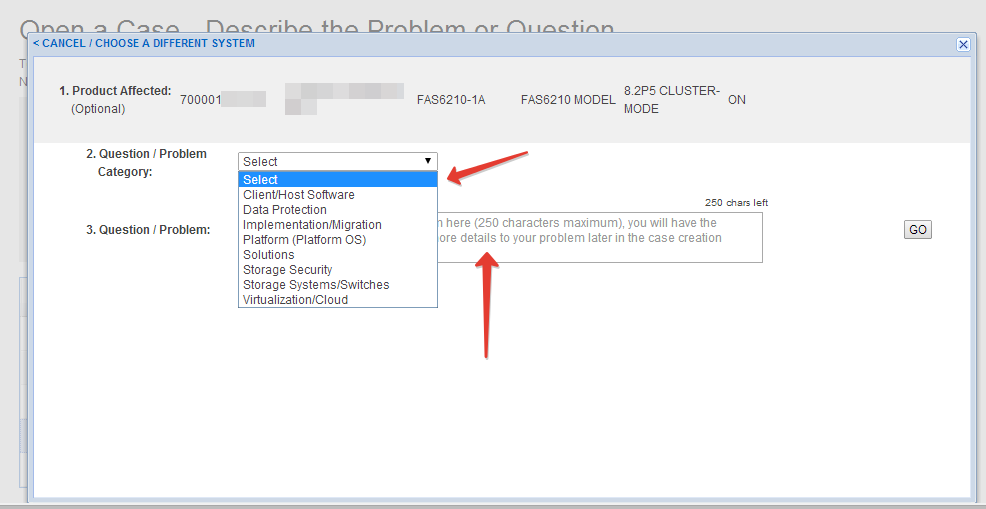 Open a Case - Describe the Problem or Question
< CANCEL / CHOOSE A DIFFERENT SYSTEM
T
N
1. Product Affected:
(Optional)
700001
FAS6210-1A
FAS6210 MODEL
8.2P5 CLUSTER-
MODE
ON
2. Question / Problem
Category:
Select
Select
Client/Host Software
Data Protection
Implementation/Migration
Platform (Platform OS)
Solutions
Storage Security
Storage Systems/Switches
Virtualization/Cloud
250 chars left
3. Question / Problem:
n here (250 characters maximum), you will have the
ore details to your problem later in the case creation
GO